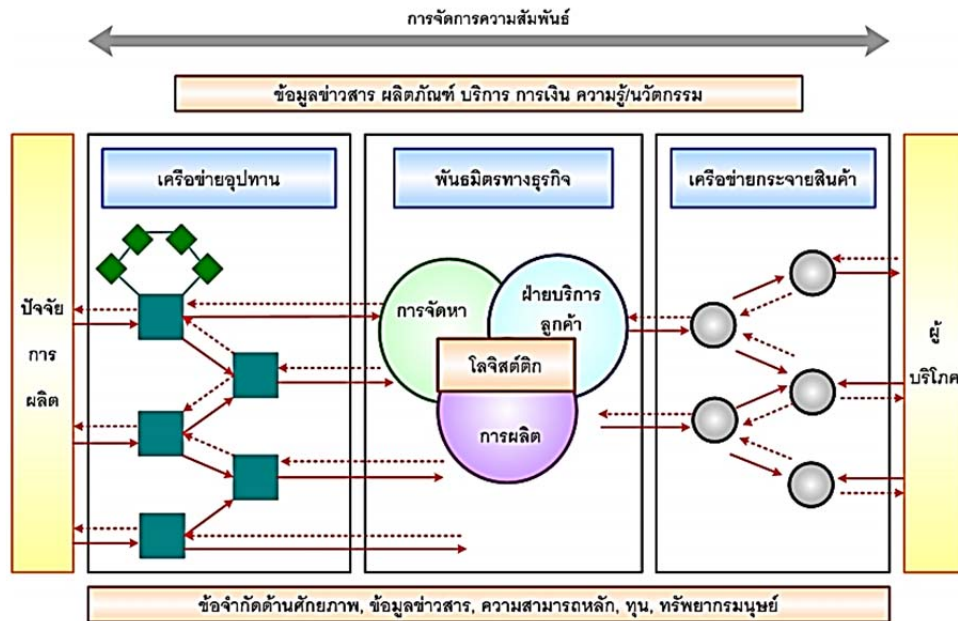 การจัดการความสัมพันธ์
ข้อมูลข่าวสาร ผลิตภัณฑ์ บริการ การเงิน ความรู้/นวัตกรรม
เครือข่ายอุปทาน
พันธมิตรทางธุรกิจ
เครือข่ายกระจายสินค้า
ปัจจัย
การ
ผลิต
การจัดหา
ฝ่ายบริการ
ลูกค้า
โลจิสต์ติก
การผลิต
ผู้
บริโภค
ข้อจำกัดด้านศักยภาพ, ข้อมูลข่าวสาร, ความสามารถหลัก, ทุน, ทรัพยากรมนุษย์